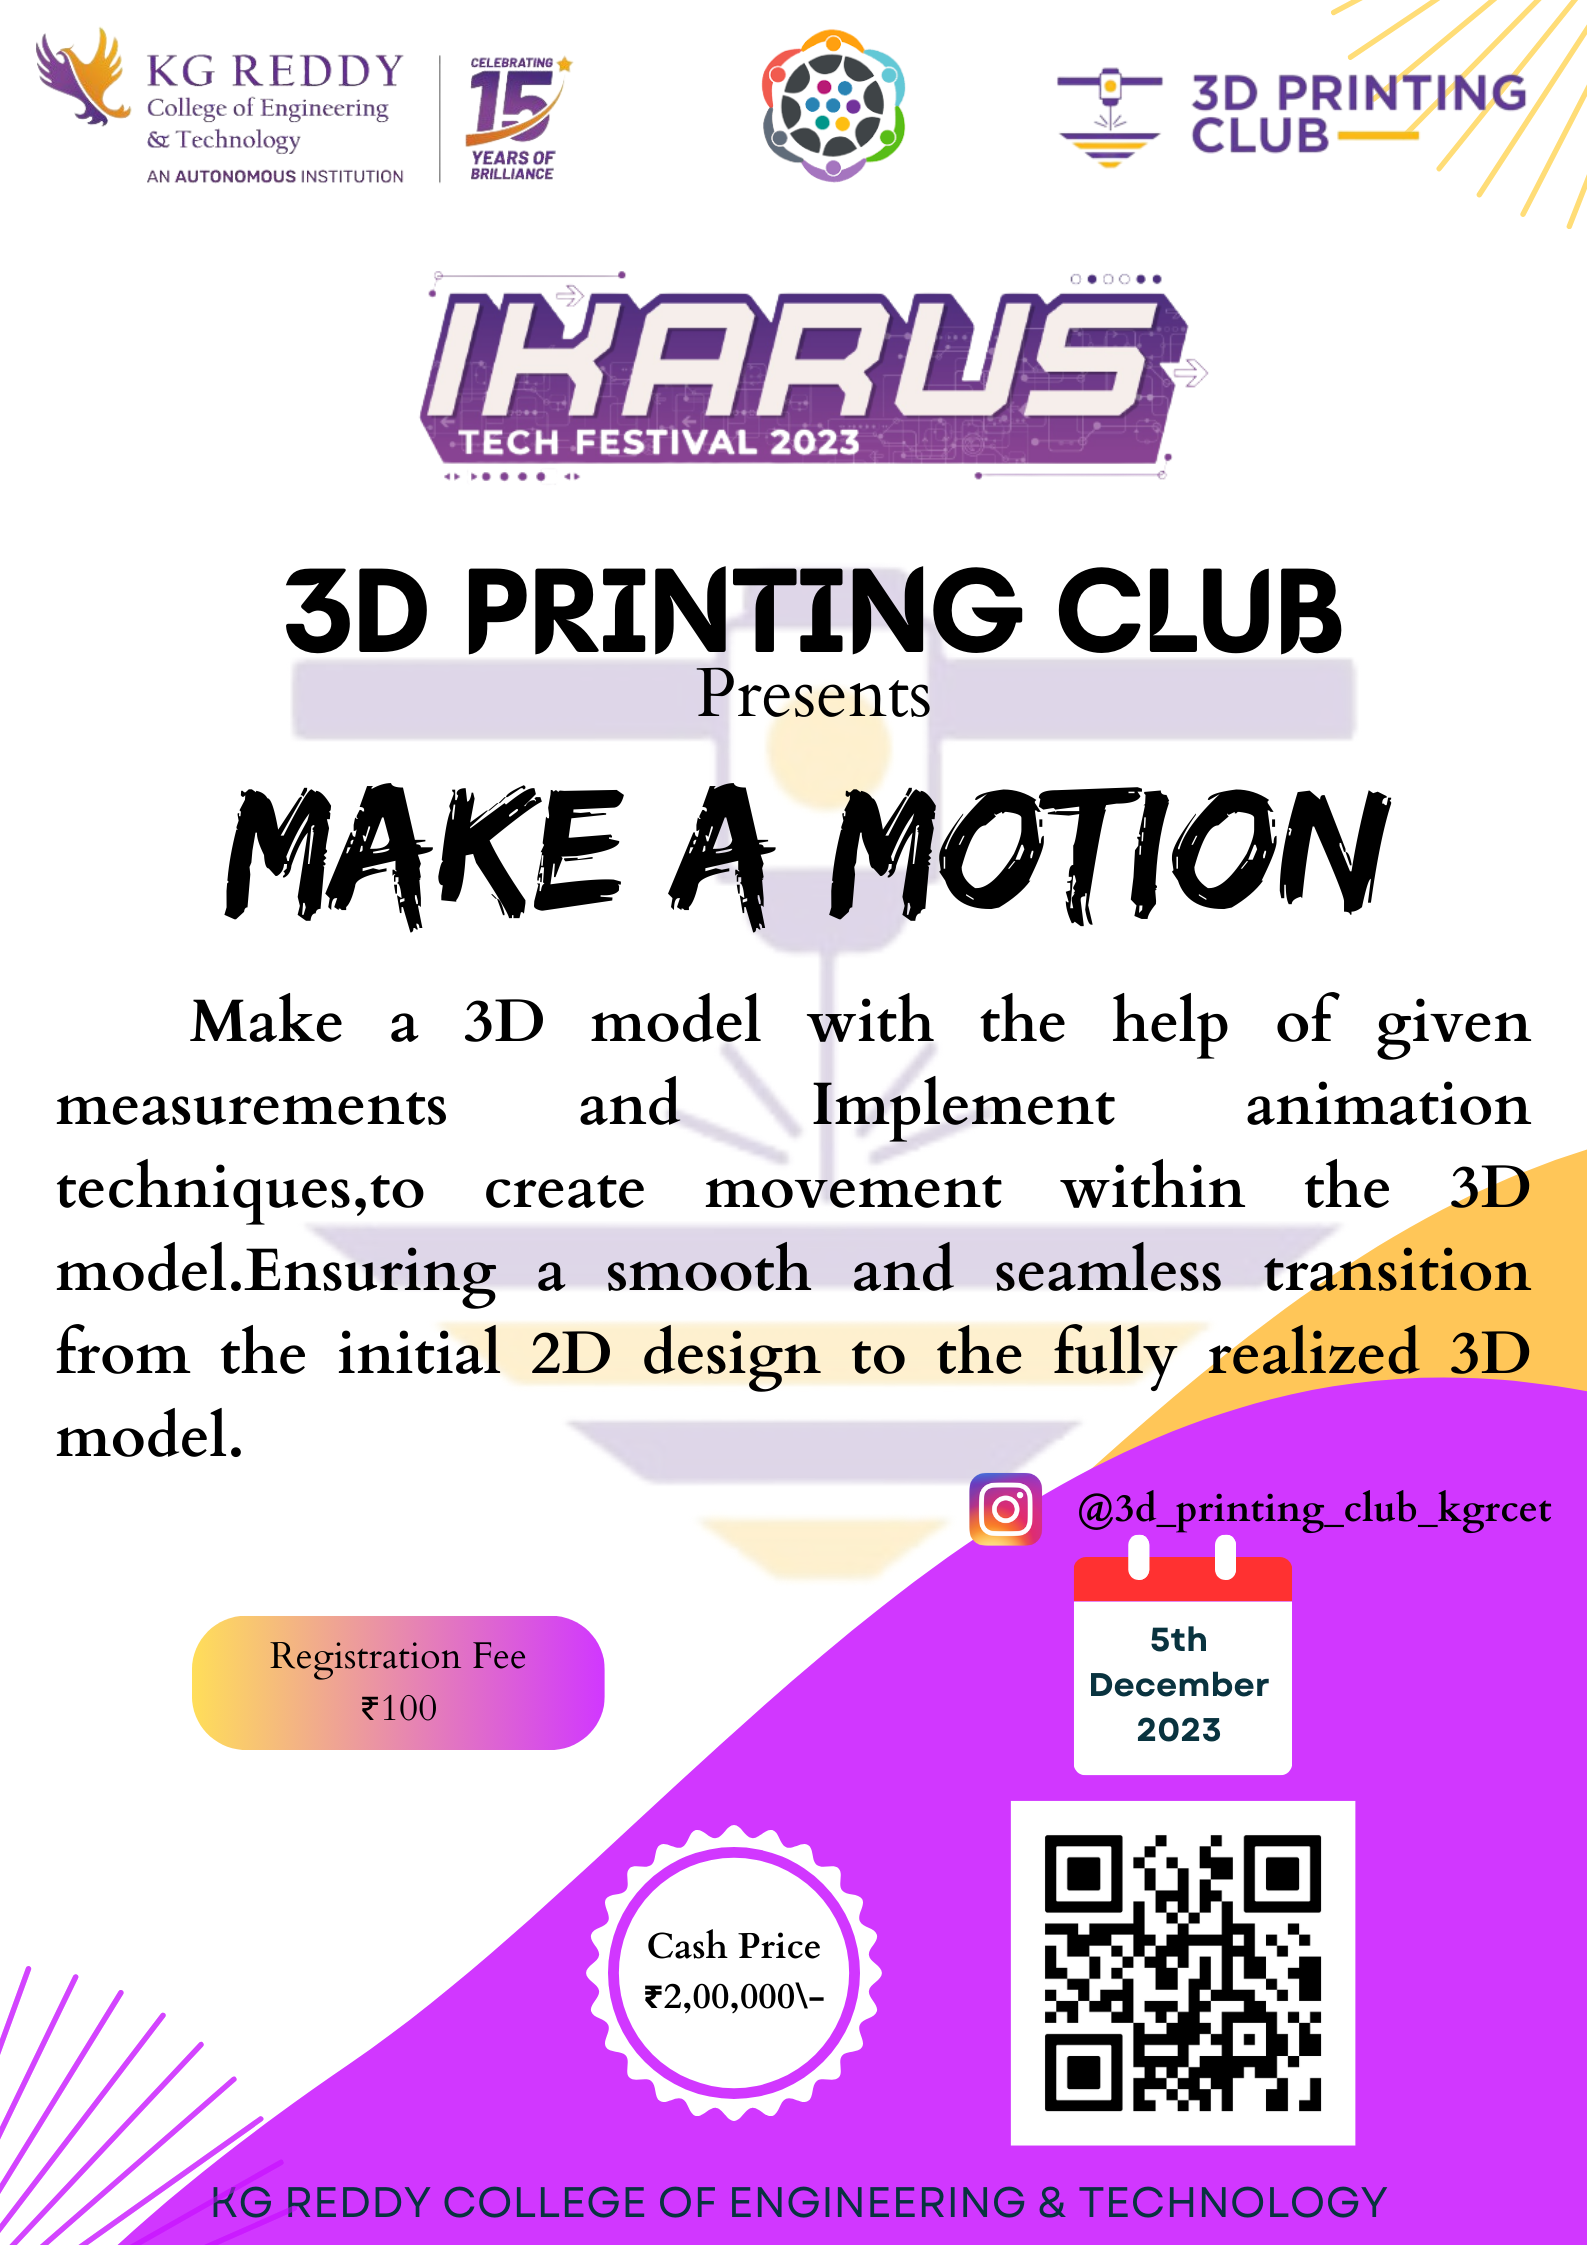 KG REDDY
College of Engineering
& Technology
AN AUTONOMOUS INSTITUTION
CELEBRATING
15
YEARS OF
BRILLIANCE
3D PRINTING
CLUB
IKARUS
TECH FESTIVAL 2023
3D PRINTING CLUB
Presents
MAKE A MOTION
Make a 3D model with the help of given
measurements and Implement animation
techniques,to create movement within the 3D
model.Ensuring a smooth and seamless transition
from the initial 2D design to the fully realized 3D
model.
@3d_printing_club_kgrcet
Registration Fee
₹100
5th
December
2023
Cash Price
₹2,00,000\-
KG REDDY COLLEGE OF ENGINEERING & TECHNOLOGY